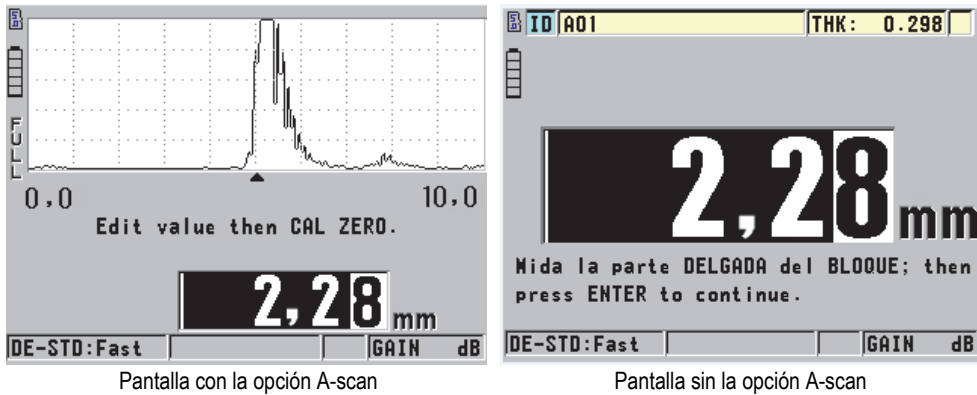 FULL
0,0
10,0
Edit value then CAL ZERO.
2,28 mm
DE-STD:Fast
GAIN dB
Pantalla con la opción A-scan
ID A01 THK: 0.298
2,28 mm
Mida la parte DELGADA del BLOQUE; then
press ENTER to continue.
DE-STD:Fast
GAIN dB
Pantalla sin la opción A-scan